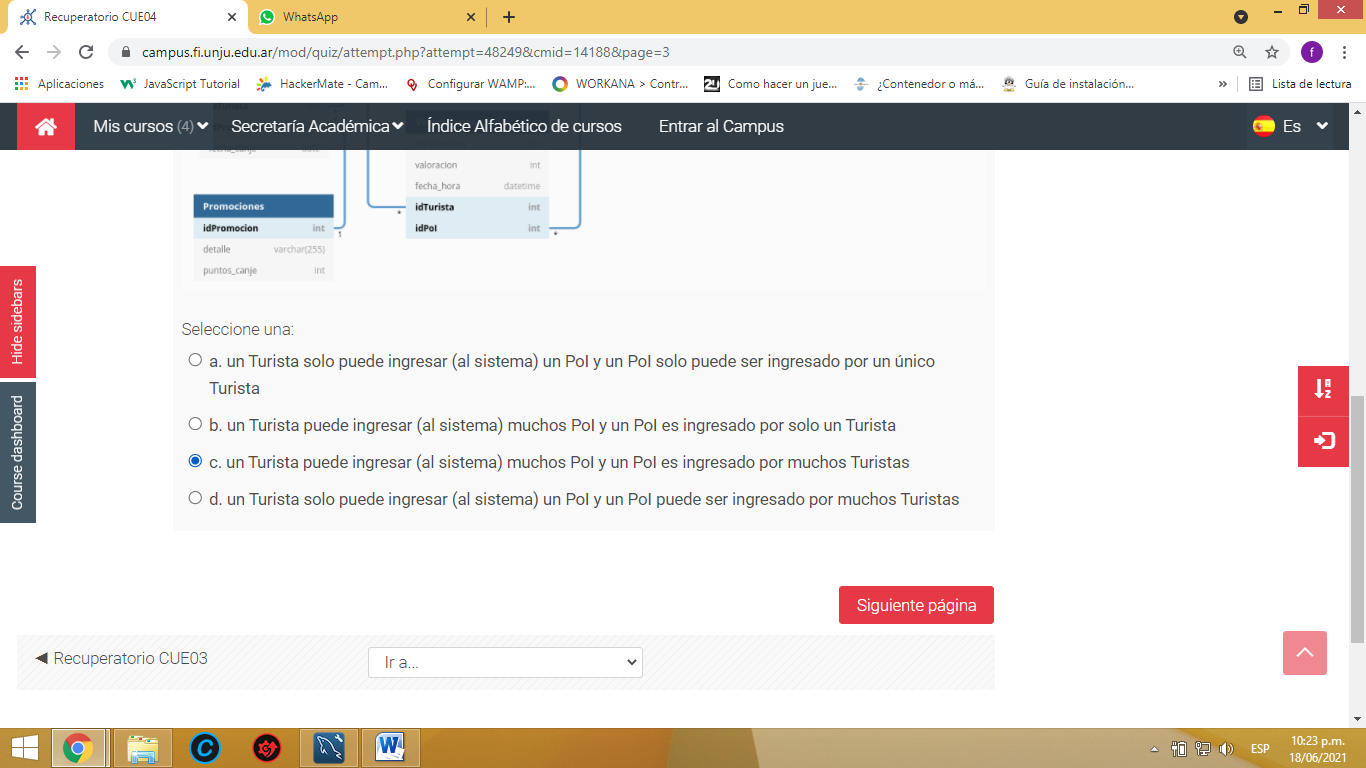 Recuperatorio CUE04
WhatsApp
campus.fi.unju.edu.ar/mod/quiz/attempt.php?attempt=48249&cmid=14188&page=3
f
Aplicaciones
JavaScript Tutorial
HackerMate - Cam...
Configurar WAMP:...
WORKANA > Contr...
Como hacer un jue...
¿Contenedor o má...
Guía de instalación...
»
Lista de lectura
Mis cursos (4)
Secretaría Académica
Índice Alfabético de cursos
Entrar al Campus
Es
valoracion int
fecha_hora datetime
idTurista int
idPoI int
*
*
Promociones
idPromocion int
1
detalle varchar(255)
puntos_canje int
Hide sidebars
Course dashboard
Seleccione una:
a. un Turista solo puede ingresar (al sistema) un PoI y un PoI solo puede ser ingresado por un único
Turista
b. un Turista puede ingresar (al sistema) muchos PoI y un PoI es ingresado por solo un Turista
c. un Turista puede ingresar (al sistema) muchos PoI y un PoI es ingresado por muchos Turistas
d. un Turista solo puede ingresar (al sistema) un PoI y un PoI puede ser ingresado por muchos Turistas
Siguiente página
◄ Recuperatorio CUE03
Ir a...
ESP
10:23 p.m.
18/06/2021